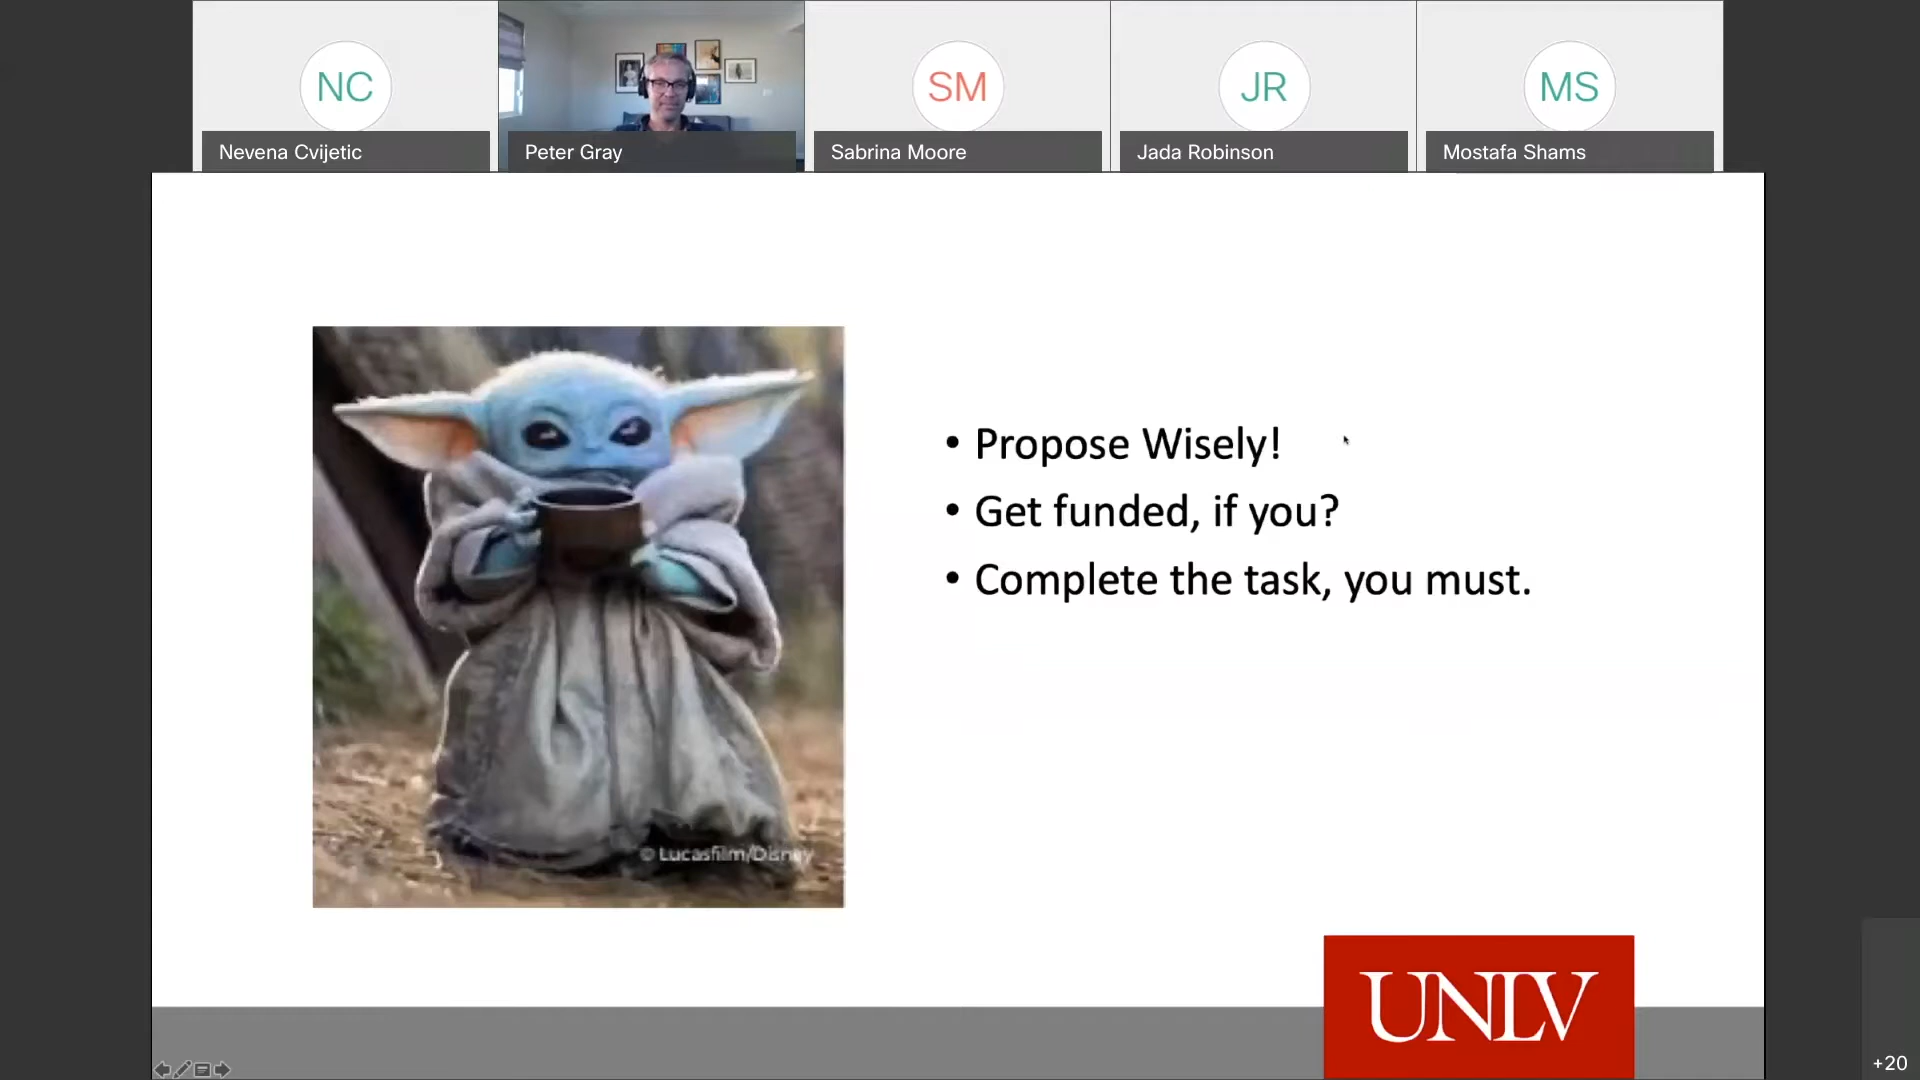 NC
SM
JR
MS
Nevena Cvijetic
Peter Gray
Sabrina Moore
Jada Robinson
Mostafa Shams
• Propose Wisely!
• Get funded, if you?
• Complete the task, you must.
© Lucasfilm/Disney
UNLV
+20